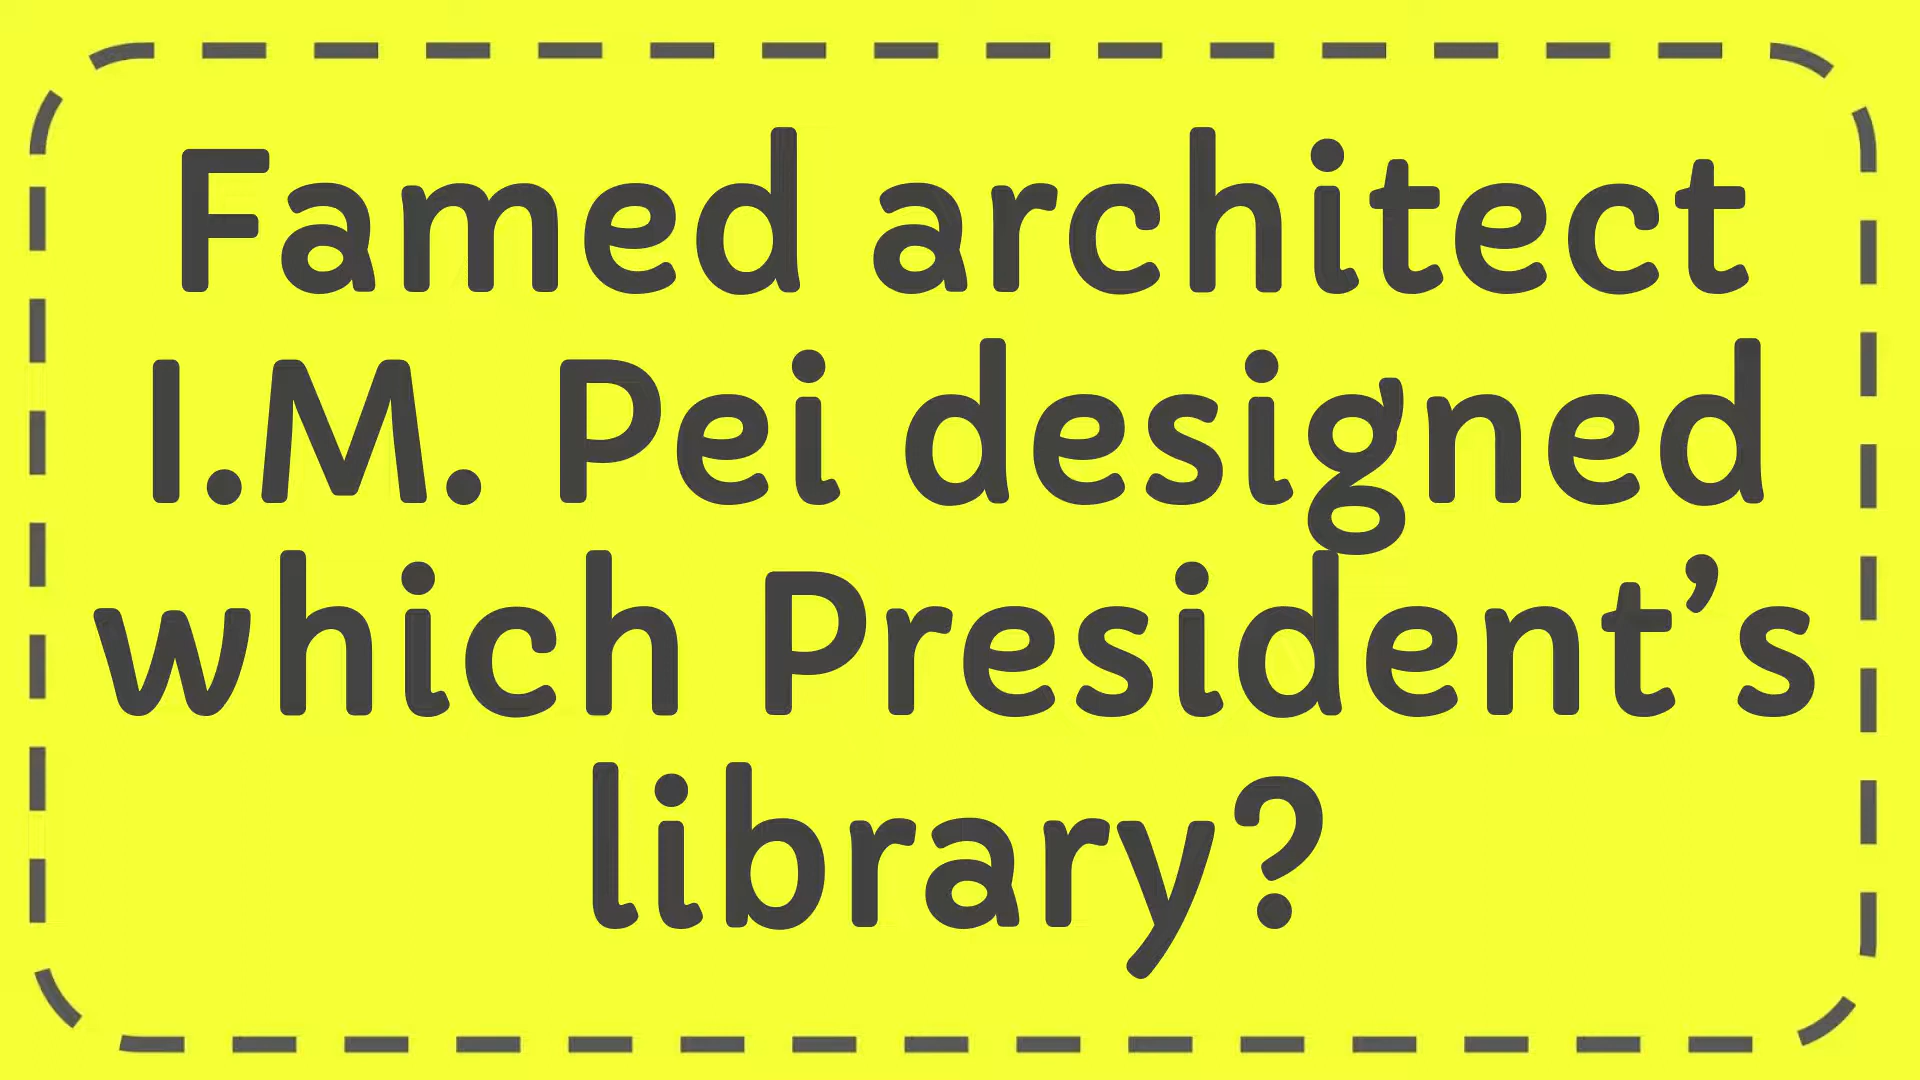 Famed architect
I.M. Pei designed
which President’s
library?